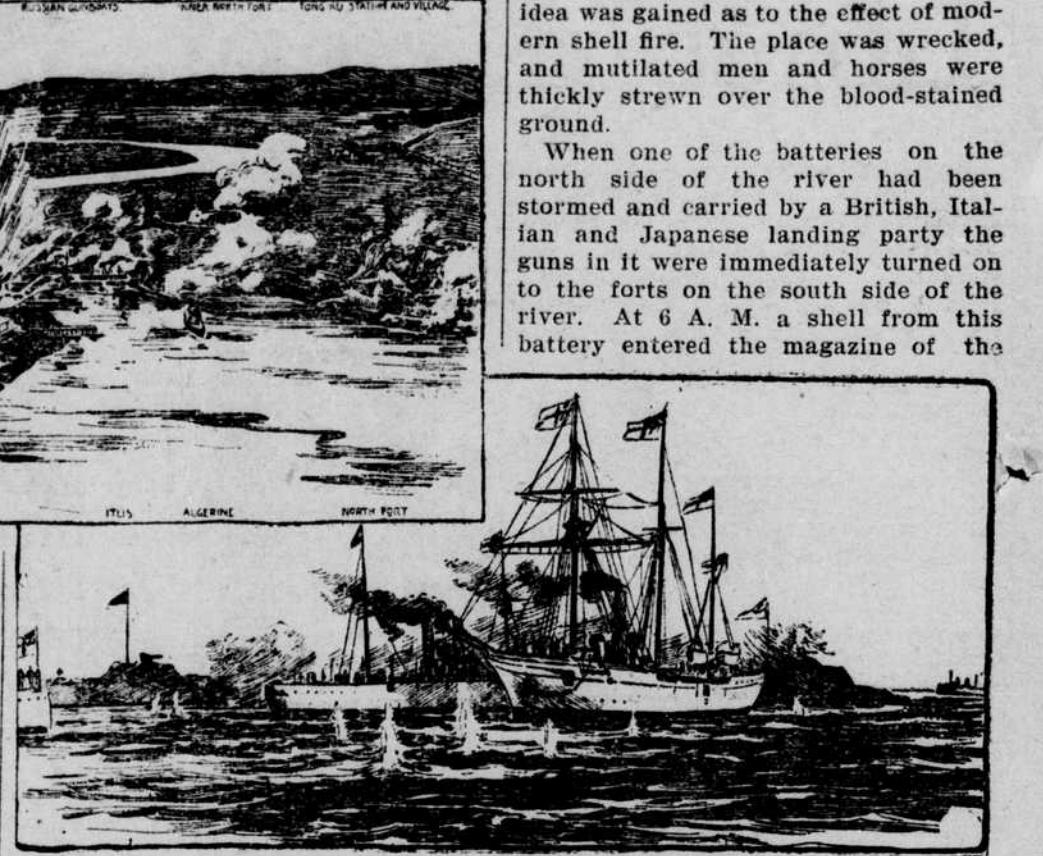 RUSSIAN GUNBOATS. INNER NORTH FORT TONG KU STATION AND VILLAGE.
ITLIS ALGERINE NORTH FORT
idea was gained as to the effect of mod-
ern shell fire. The place was wrecked,
and mutilated men and horses were
thickly strewn over the blood-stained
ground.
When one of the batteries on the
north side of the river had been
stormed and carried by a British, Ital-
ian and Japanese landing party the
guns in it were immediately turned on
to the forts on the south side of the
river. At 6 A. M. a shell from this
battery entered the magazine of the